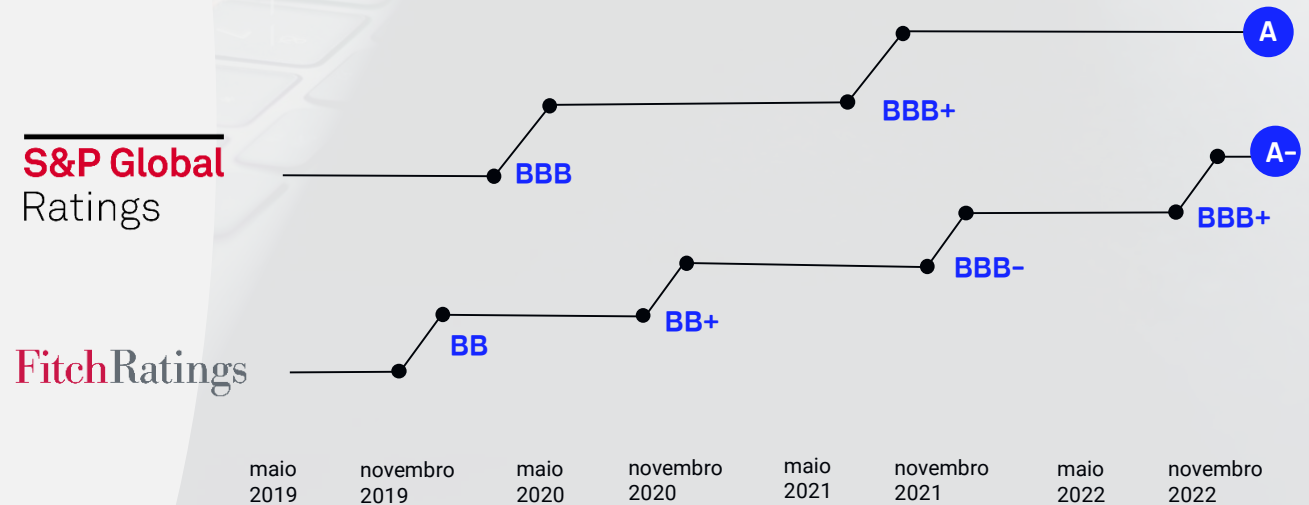 A
BBB+
S&P Global
Ratings
BBB
A-
BBB+
BBB-
BB+
BB
FitchRatings
maio
2019
novembro
2019
maio
2020
novembro
2020
maio
2021
novembro
2021
maio
2022
novembro
2022